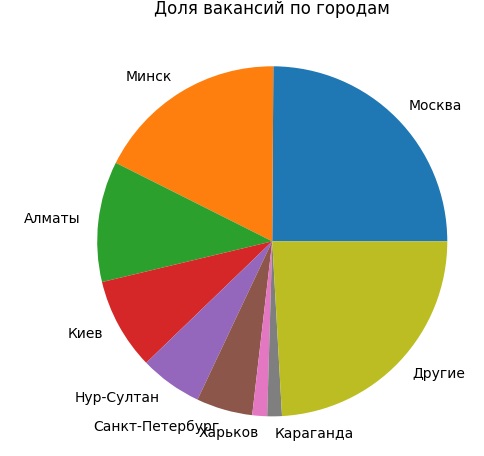 Доля вакансий по городам
Москва
Минск
Алматы
Киев
Нур-Султан
Санкт-Петербург
Харьков
Караганда
Другие